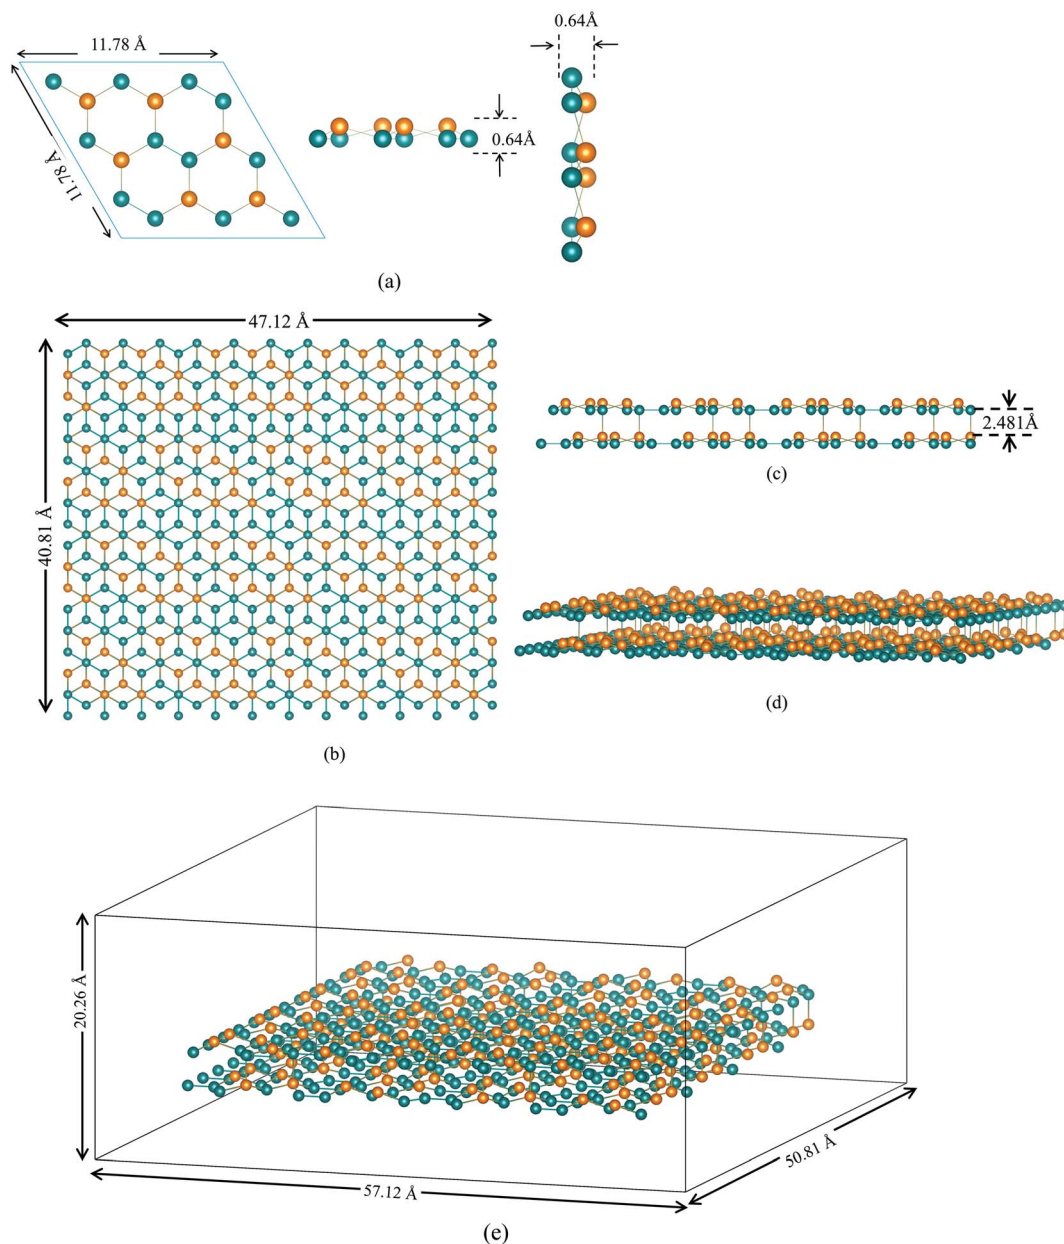 11.78 Å
11.78 Å
0.64Å
0.64Å
(a)
47.12 Å
40.81 Å
(b)
2.481Å
(c)
(d)
20.26 Å
57.12 Å
50.81 Å
(e)